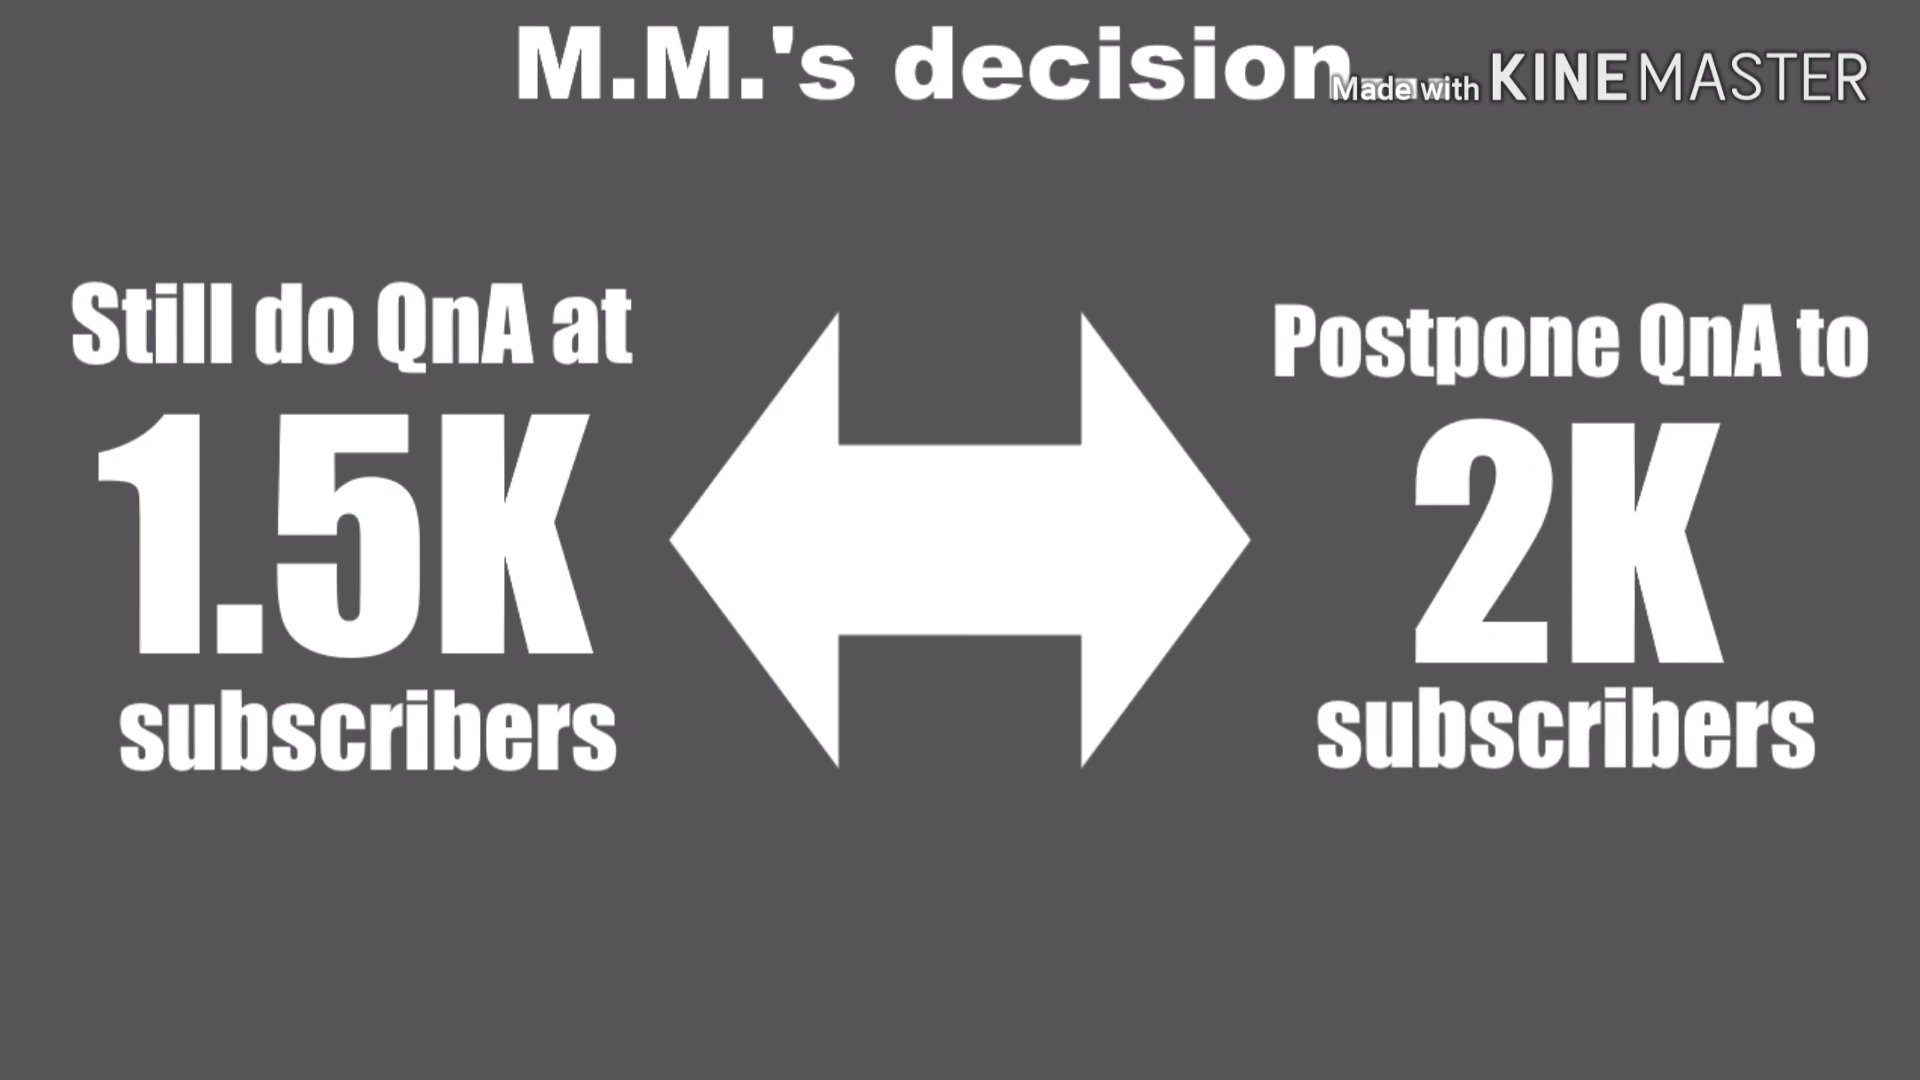 M.M.'s decision...
Made with KINEMASTER
Still do QnA at
1.5K
subscribers
Postpone QnA to
2K
subscribers